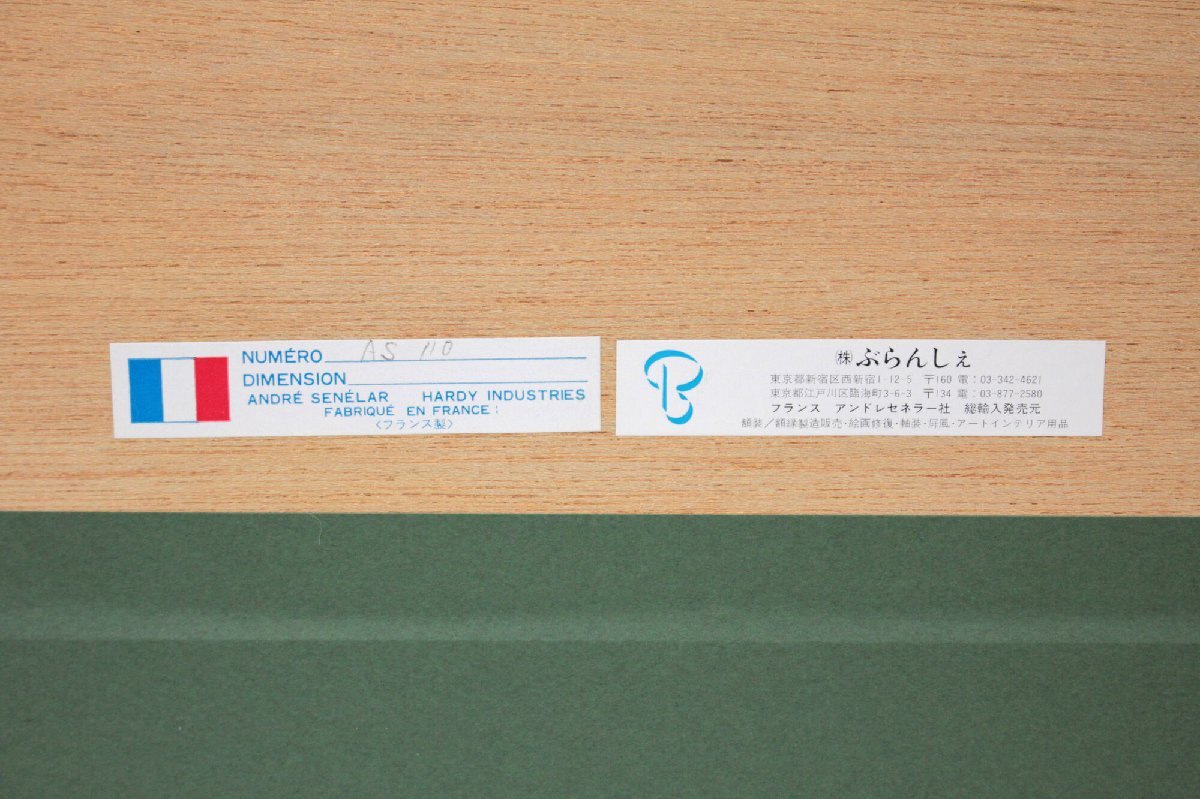 NUMÉRO AS 110
DIMENSION
ANDRÉ SENÉLAR HARDY INDUSTRIES
FABRIQUÉ EN FRANCE:
〈フランス製〉
㈱ぶらんしぇ
東京都新宿区西新宿1-12-5 〒160 電:03-342-4621
東京都江戸川区臨海町3-6-3 〒134 電:03-877-2580
フランス アンドレセネラー社 総輸入発売元
額装/額縁製造販売・絵画修復・軸装・屏風・アートインテリア用品